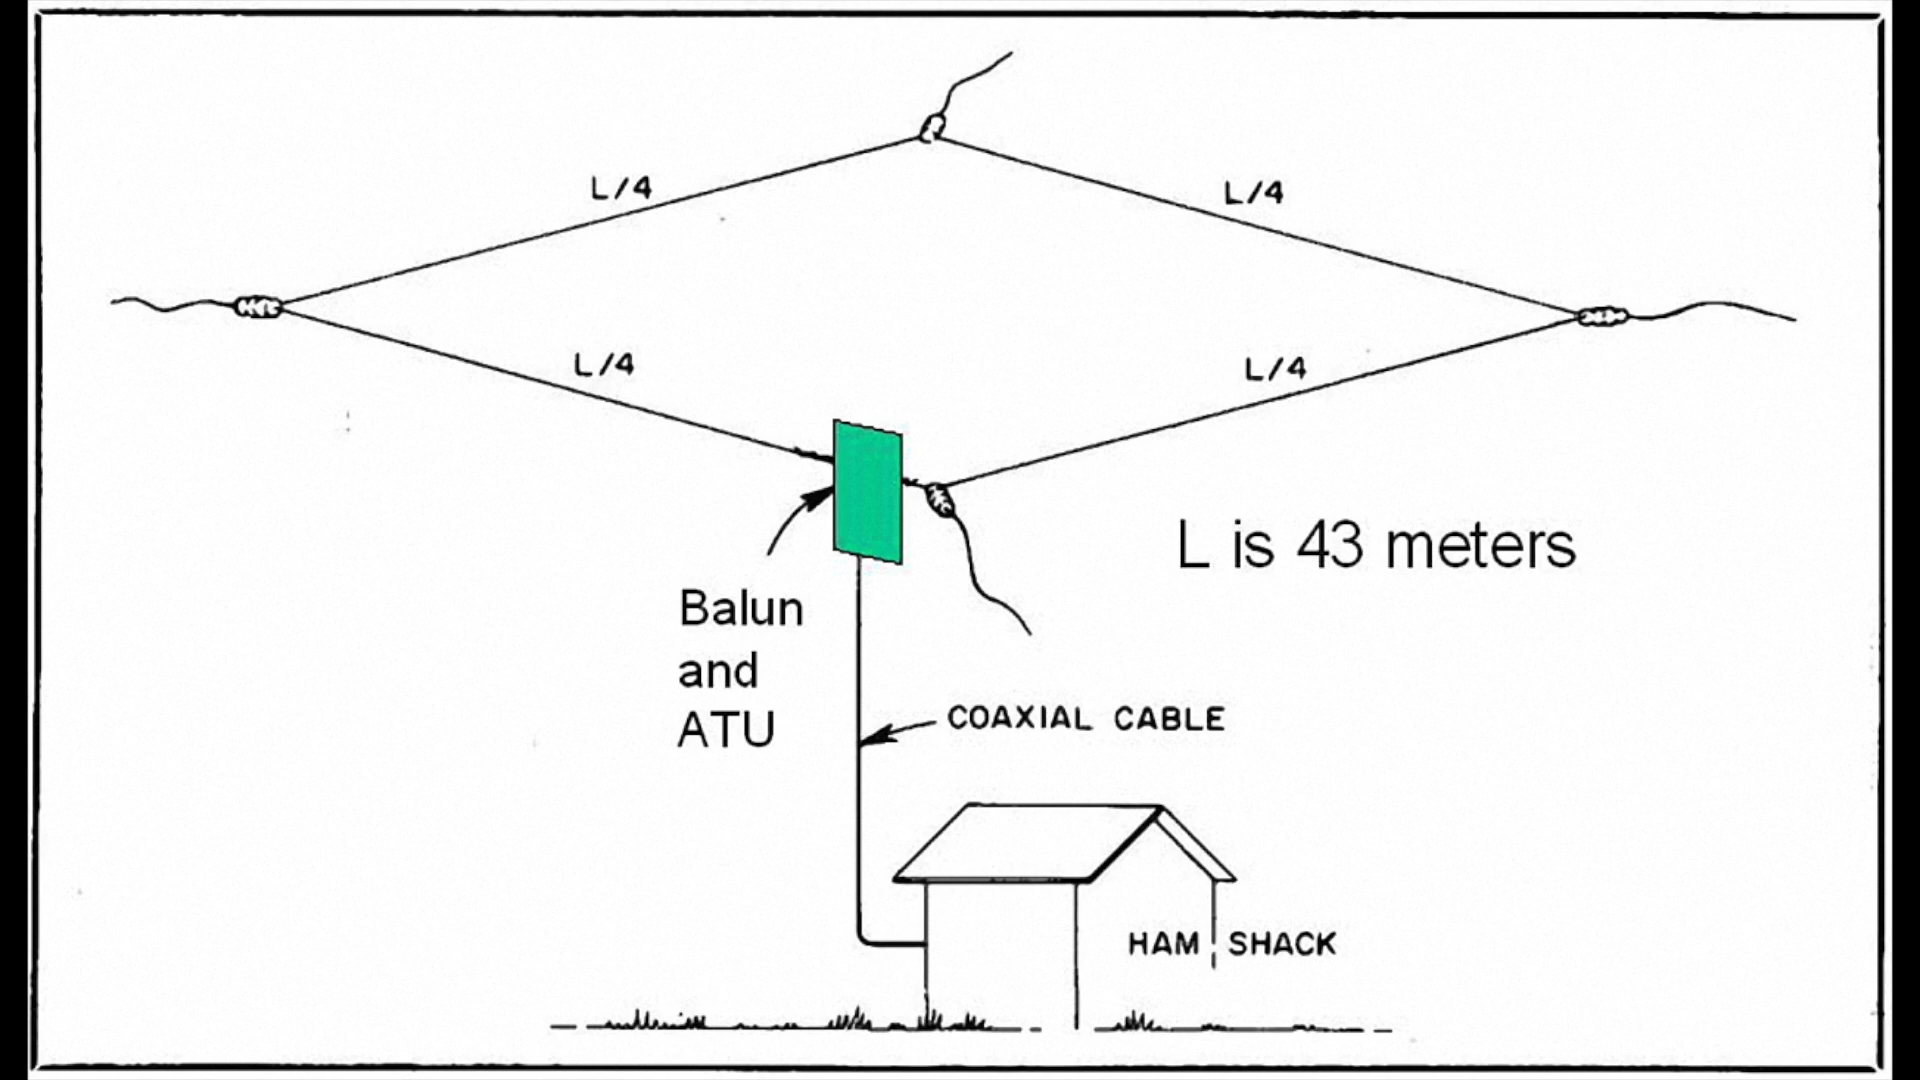 L/4
L/4
L/4
L/4
L is 43 meters
Balun
and
ATU
COAXIAL CABLE
HAM SHACK